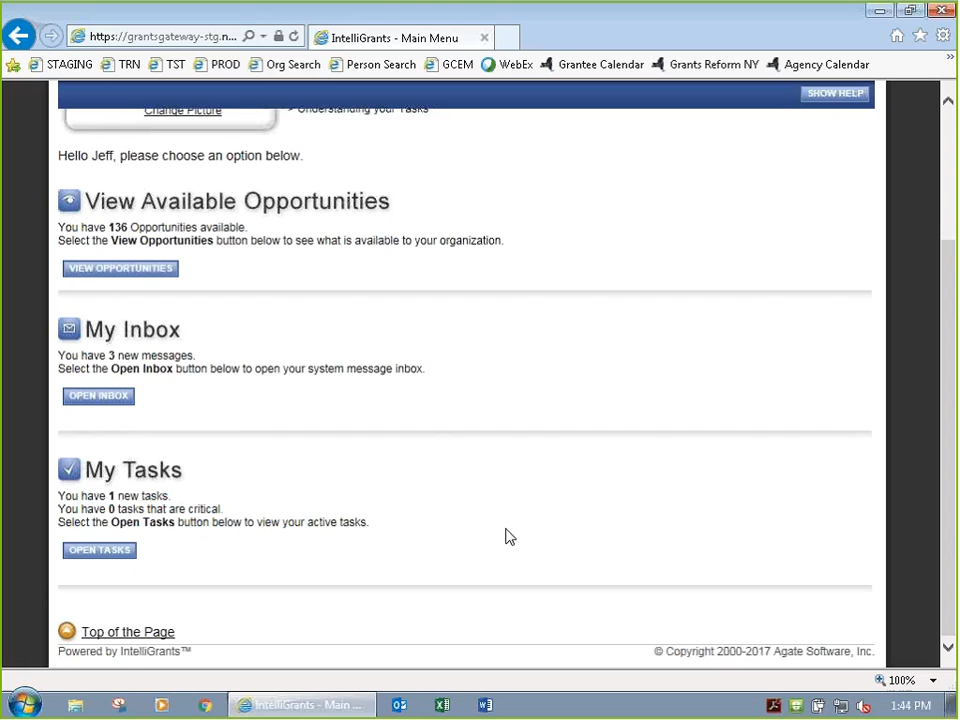 https://grantsgateway-stg.n...
IntelliGrants - Main Menu
STAGING TRN TST PROD Org Search Person Search GCEM WebEx Grantee Calendar Grants Reform NY Agency Calendar
SHOW HELP
Change Picture
> Understanding your Tasks
Hello Jeff, please choose an option below.
View Available Opportunities
You have 136 Opportunities available.
Select the View Opportunities button below to see what is available to your organization.
VIEW OPPORTUNITIES
My Inbox
You have 3 new messages.
Select the Open Inbox button below to open your system message inbox.
OPEN INBOX
My Tasks
You have 1 new tasks.
You have 0 tasks that are critical.
Select the Open Tasks button below to view your active tasks.
OPEN TASKS
Top of the Page
Powered by IntelliGrants™
© Copyright 2000-2017 Agate Software, Inc.
100%
IntelliGrants - Main ...
1:44 PM